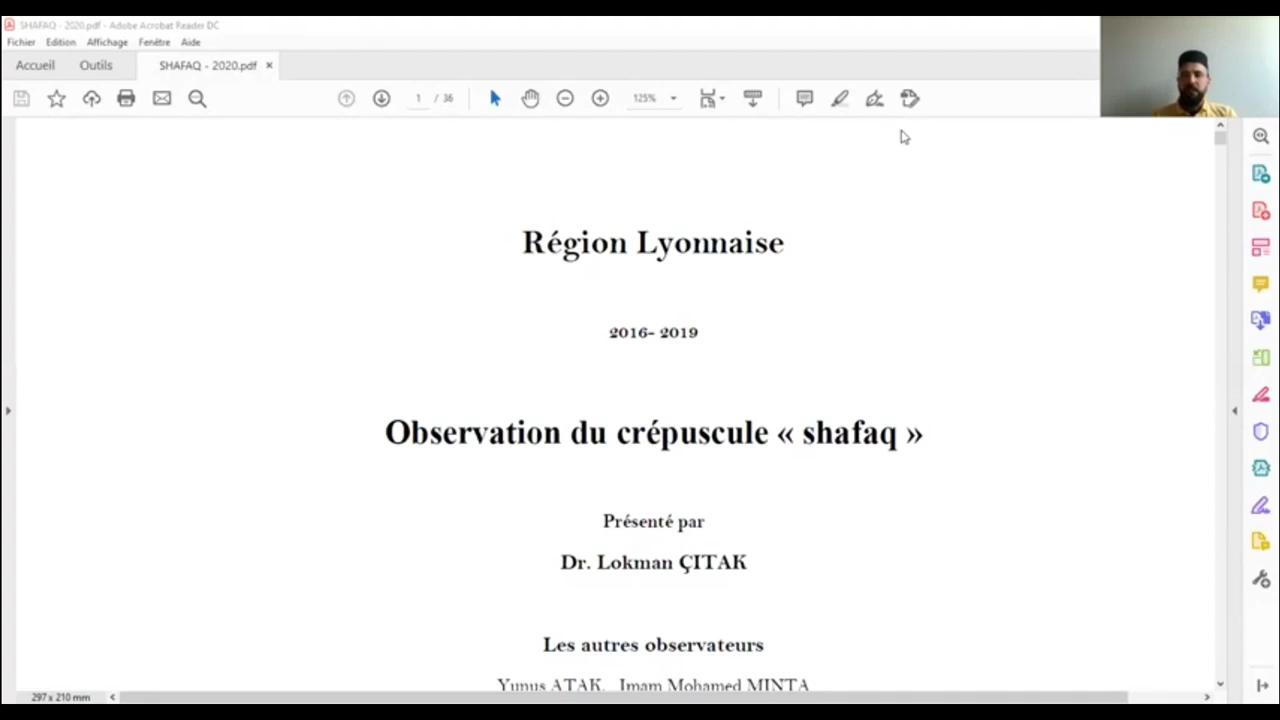 SHAFAQ - 2020.pdf - Adobe Acrobat Reader DC
Fichier Edition Affichage Fenêtre Aide
Accueil Outils SHAFAQ - 2020.pdf ×
1 / 36 125%
Région Lyonnaise
2016- 2019
Observation du crépuscule « shafaq »
Présenté par
Dr. Lokman ÇITAK
Les autres observateurs
Yunus ATAK, Imam Mohamed MINTA
297 x 210 mm